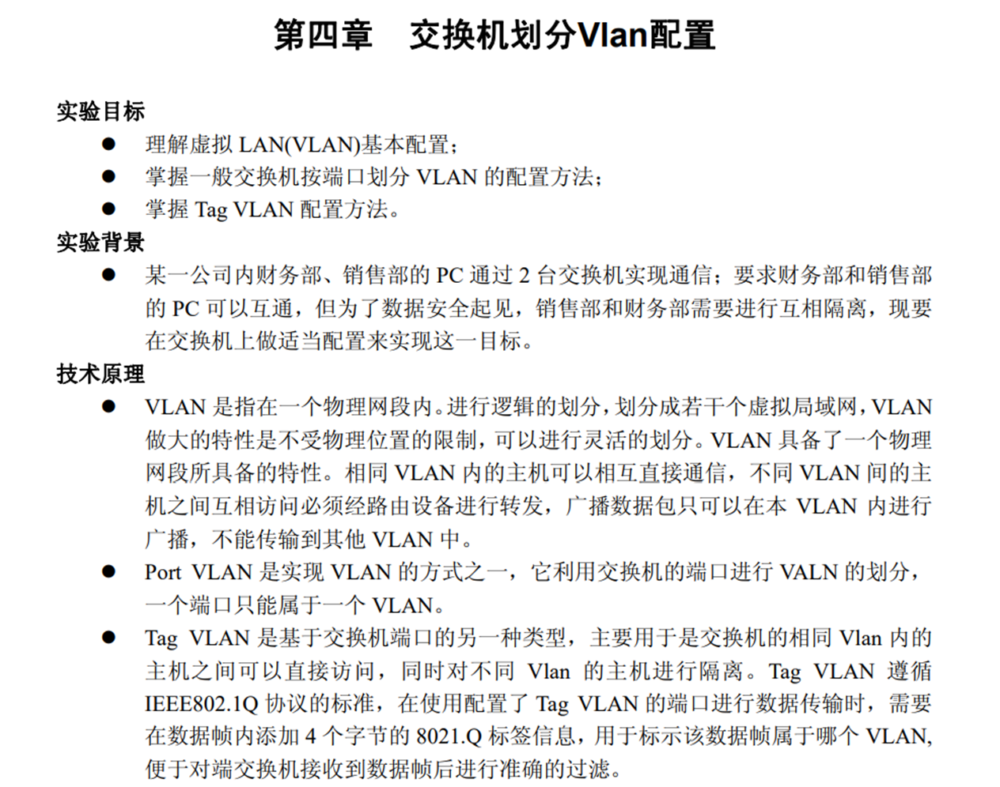 第四章 交换机划分Vlan配置
实验目标
● 理解虚拟 LAN(VLAN)基本配置；
● 掌握一般交换机按端口划分 VLAN 的配置方法；
● 掌握 Tag VLAN 配置方法。
实验背景
● 某一公司内财务部、销售部的 PC 通过 2 台交换机实现通信；要求财务部和销售部
的 PC 可以互通，但为了数据安全起见，销售部和财务部需要进行互相隔离，现要
在交换机上做适当配置来实现这一目标。
技术原理
● VLAN 是指在一个物理网段内。进行逻辑的划分，划分成若干个虚拟局域网，VLAN
做大的特性是不受物理位置的限制，可以进行灵活的划分。VLAN 具备了一个物理
网段所具备的特性。相同 VLAN 内的主机可以相互直接通信，不同 VLAN 间的主
机之间互相访问必须经路由设备进行转发，广播数据包只可以在本 VLAN 内进行
广播，不能传输到其他 VLAN 中。
● Port VLAN 是实现 VLAN 的方式之一，它利用交换机的端口进行 VALN 的划分，
一个端口只能属于一个 VLAN。
● Tag VLAN 是基于交换机端口的另一种类型，主要用于是交换机的相同 Vlan 内的
主机之间可以直接访问，同时对不同 Vlan 的主机进行隔离。Tag VLAN 遵循
IEEE802.1Q 协议的标准，在使用配置了 Tag VLAN 的端口进行数据传输时，需要
在数据帧内添加 4 个字节的 8021.Q 标签信息，用于标示该数据帧属于哪个 VLAN,
便于对端交换机接收到数据帧后进行准确的过滤。